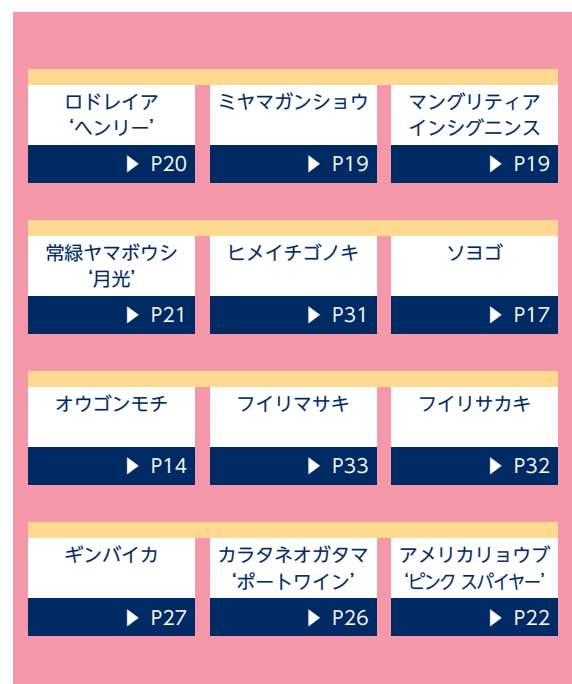 ロドレイア
‘ヘンリー’
▶ P20
ミヤマガンショウ
▶ P19
マングリティア
インシグニンス
▶ P19
常緑ヤマボウシ
‘月光’
▶ P21
ヒメイチゴノキ
▶ P31
ソヨゴ
▶ P17
オウゴンモチ
▶ P14
フイリマサキ
▶ P33
フイリサカキ
▶ P32
ギンバイカ
▶ P27
カラタネオガタマ
‘ポートワイン’
▶ P26
アメリカリョウブ
‘ピンク スパイヤー’
▶ P22